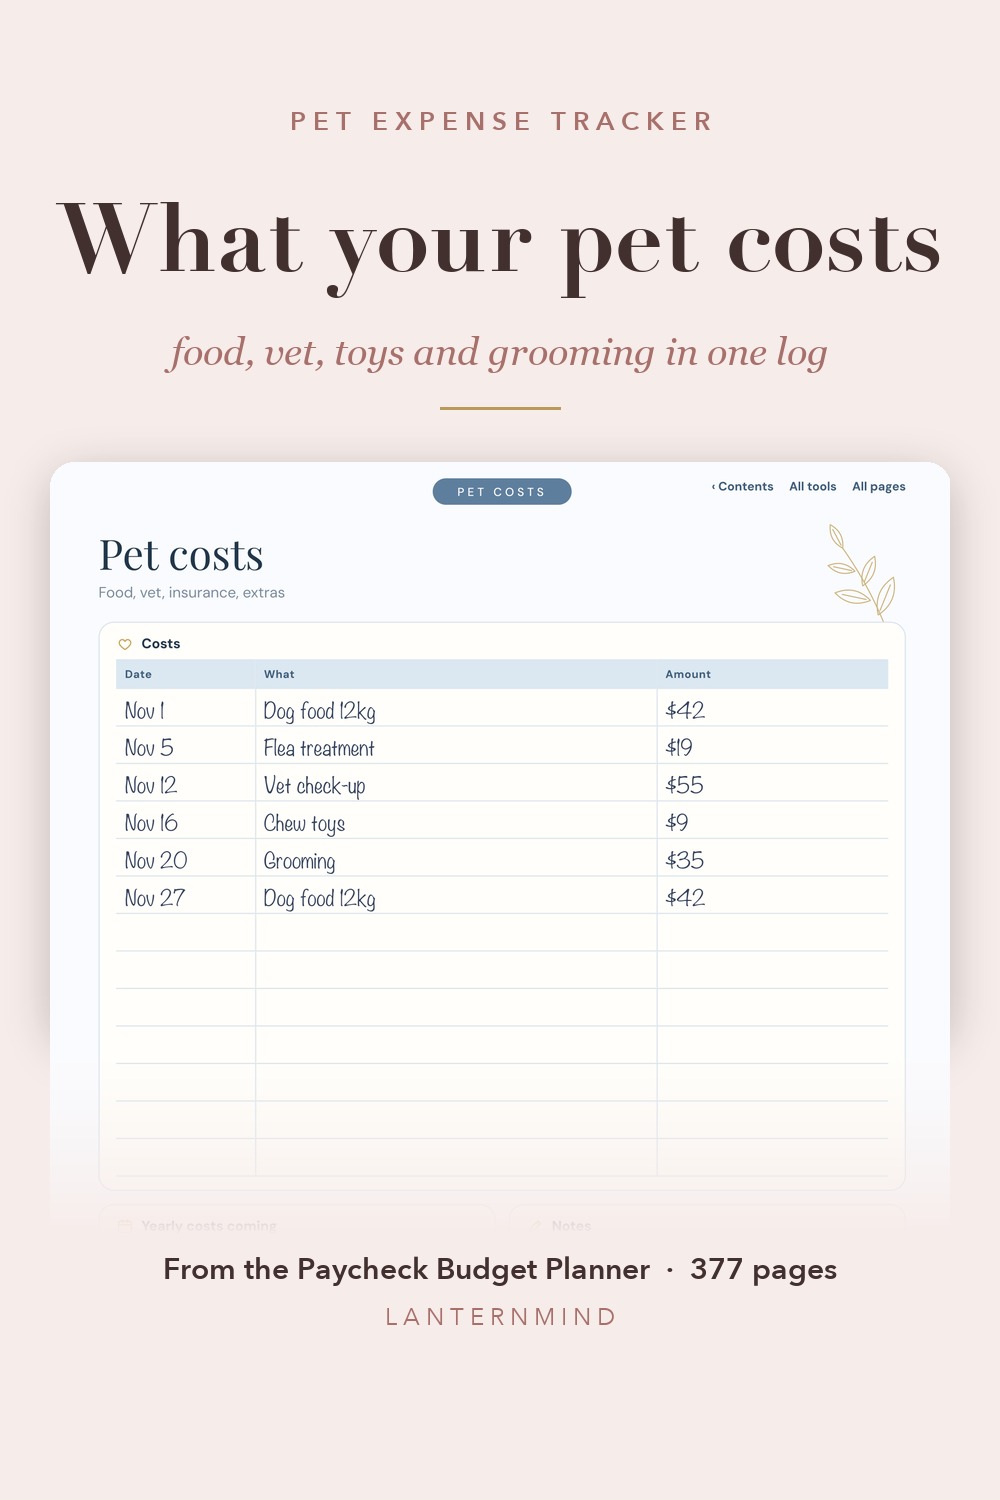 PET EXPENSE TRACKER
What your pet costs
food, vet, toys and grooming in one log
PET COSTS
‹ Contents All tools All pages
Pet costs
Food, vet, insurance, extras
Costs
Date What Amount
Nov 1 Dog food 12kg $42
Nov 5 Flea treatment $19
Nov 12 Vet check-up $55
Nov 16 Chew toys $9
Nov 20 Grooming $35
Nov 27 Dog food 12kg $42
Yearly costs coming Notes
From the Paycheck Budget Planner · 377 pages
LANTERNMIND